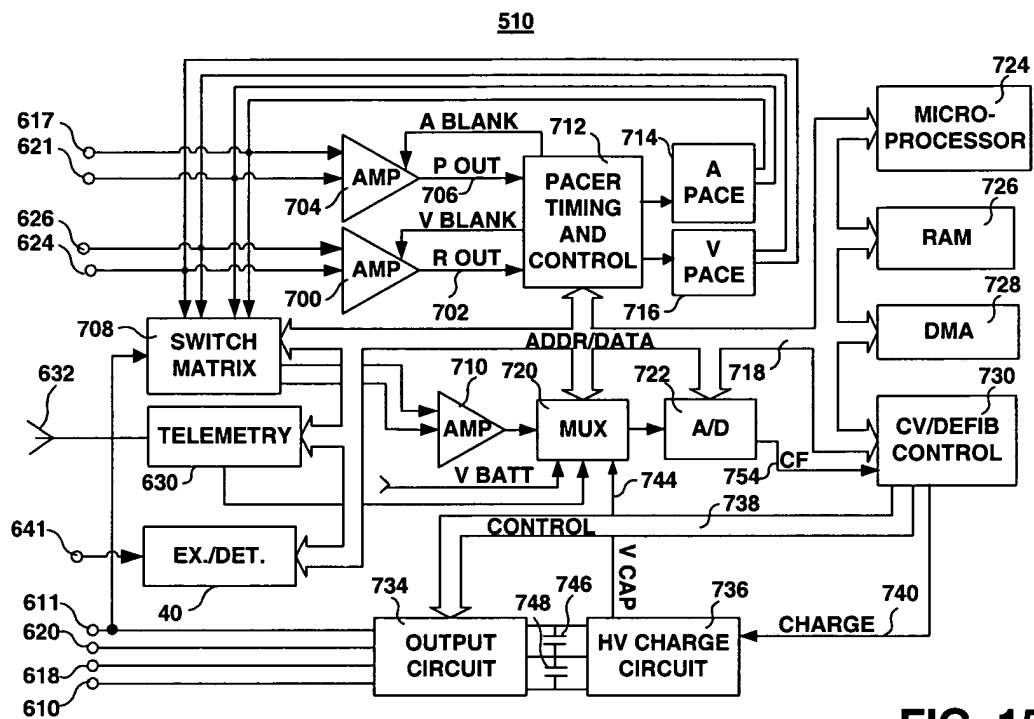 510
617
621
626
624
A BLANK
AMP
704
P OUT
706
V BLANK
AMP
700
R OUT
702
712
PACER
TIMING
AND
CONTROL
714
A
PACE
V
PACE
716
724
MICRO-
PROCESSOR
726
RAM
728
DMA
730
CV/DEFIB
CONTROL
708
SWITCH
MATRIX
ADDR/DATA
718
632
TELEMETRY
630
710
AMP
720
MUX
722
A/D
754
CF
V BATT
744
738
CONTROL
641
EX./DET.
40
V CAP
611
620
618
610
734
OUTPUT
CIRCUIT
748
746
736
HV CHARGE
CIRCUIT
CHARGE
740
FIG. 15